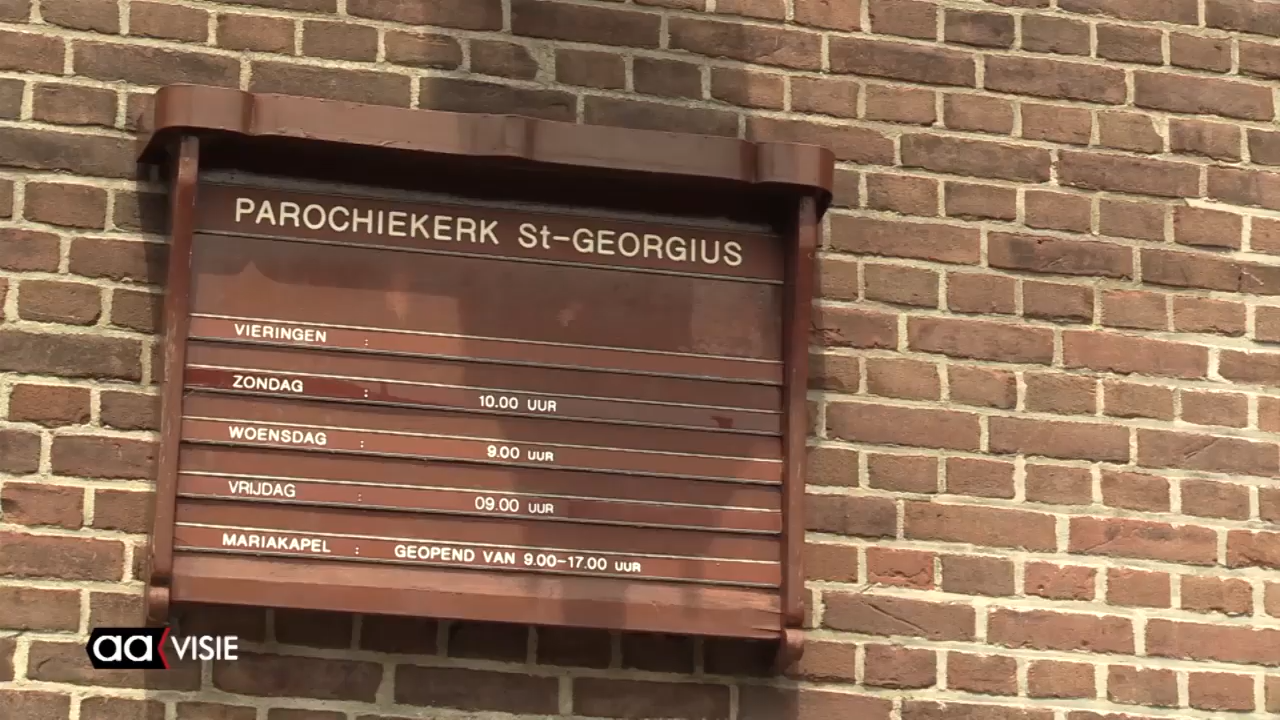 PAROCHIEKERK St-GEORGIUS
VIERINGEN :
ZONDAG : 10.00 UUR
WOENSDAG : 9.00 UUR
VRIJDAG : 09.00 UUR
MARIAKAPEL : GEOPEND VAN 9.00-17.00 UUR
aa VISIE